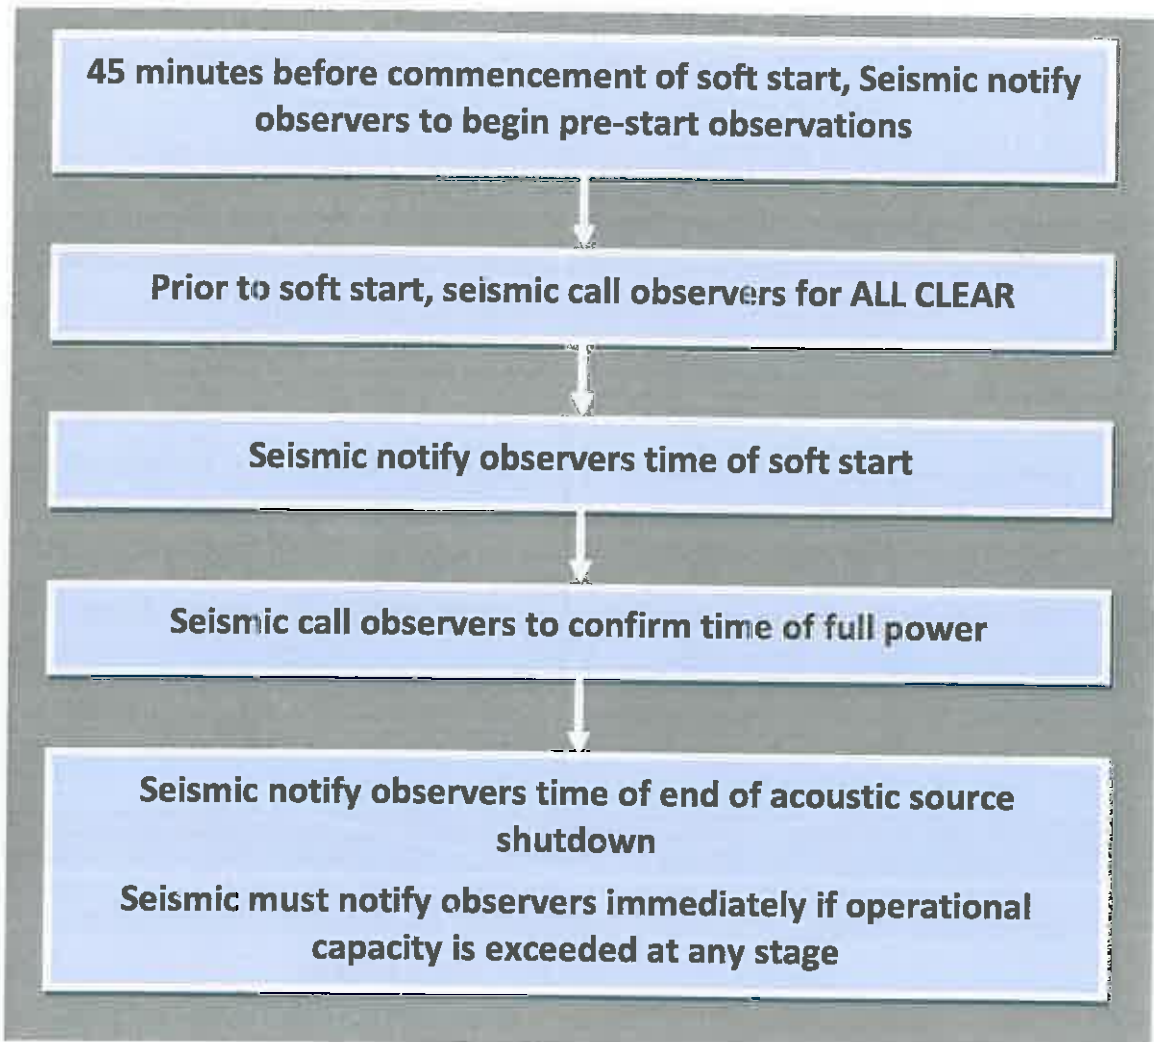 45 minutes before commencement of soft start, Seismic notify
observers to begin pre-start observations
Prior to soft start, seismic call observers for ALL CLEAR
Seismic notify observers time of soft start
Seismic call observers to confirm time of full power
Seismic notify observers time of end of acoustic source
shutdown
Seismic must notify observers immediately if operational
capacity is exceeded at any stage